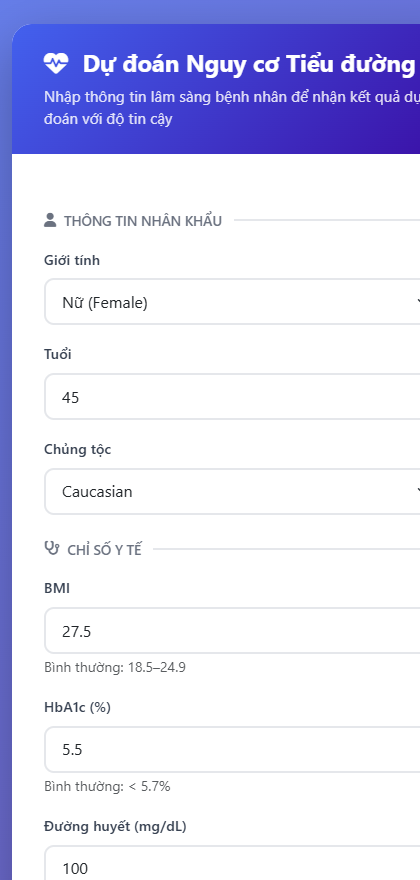 Dự đoán Nguy cơ Tiểu đường
Nhập thông tin lâm sàng bệnh nhân để nhận kết quả dự
đoán với độ tin cậy
THÔNG TIN NHÂN KHẨU
Giới tính
Nữ (Female)
Tuổi
45
Chủng tộc
Caucasian
CHỈ SỐ Y TẾ
BMI
27.5
Bình thường: 18.5–24.9
HbA1c (%)
5.5
Bình thường: < 5.7%
Đường huyết (mg/dL)
100